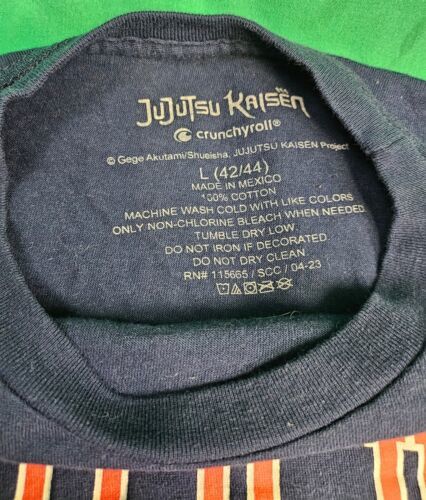 JUJUTSU KAISEN
crunchyroll®
© Gege Akutami/Shueisha, JUJUTSU KAISEN Project
L (42/44)
MADE IN MEXICO
100% COTTON
MACHINE WASH COLD WITH LIKE COLORS
ONLY NON-CHLORINE BLEACH WHEN NEEDED
TUMBLE DRY LOW
DO NOT IRON IF DECORATED
DO NOT DRY CLEAN
RN# 115665 / SCC / 04-23